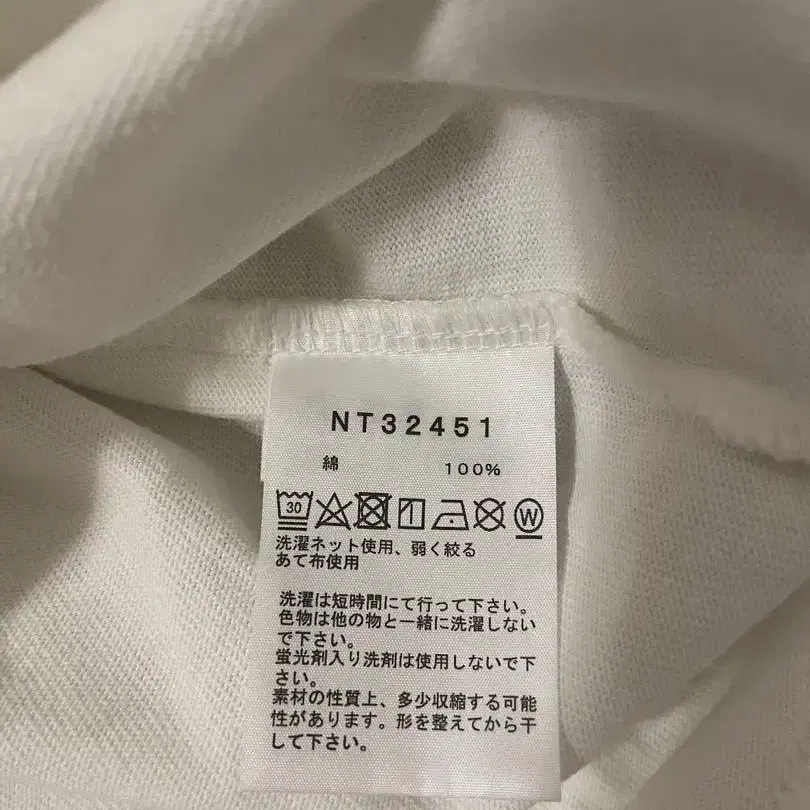 NT32451
綿 100%
30 W
洗濯ネット使用、弱く絞る
あて布使用
洗濯は短時間にて行って下さい。
色物は他の物と一緒に洗濯しない
で下さい。
蛍光剤入り洗剤は使用しないで下
さい。
素材の性質上、多少収縮する可能
性があります。形を整えてから干
して下さい。